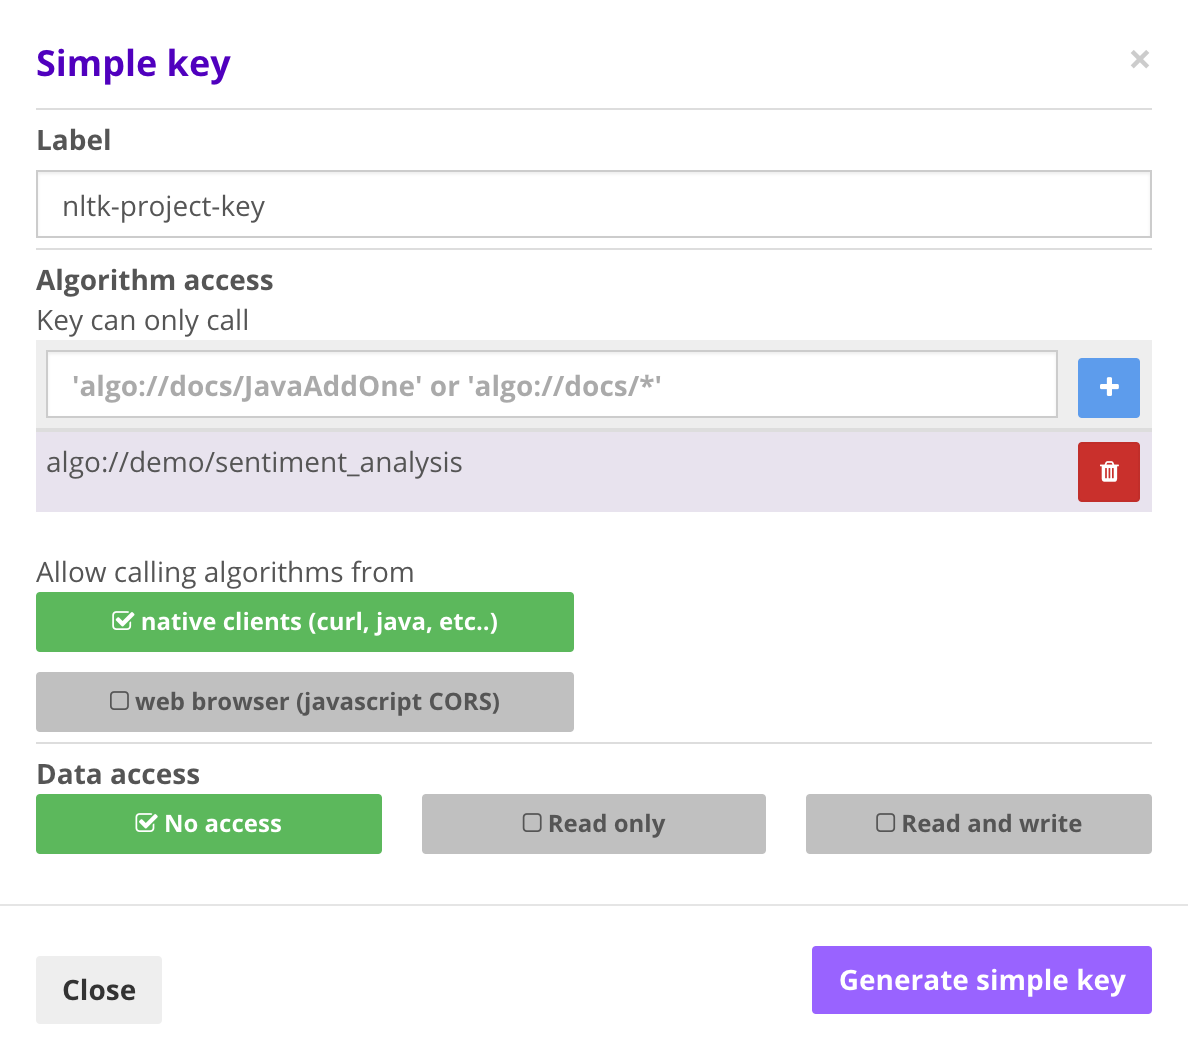 Simple key
×
Label
nltk-project-key
Algorithm access
Key can only call
'algo://docs/JavaAddOne' or 'algo://docs/*'
algo://demo/sentiment_analysis
Allow calling algorithms from
native clients (curl, java, etc..)
web browser (javascript CORS)
Data access
No access
Read only
Read and write
Close
Generate simple key